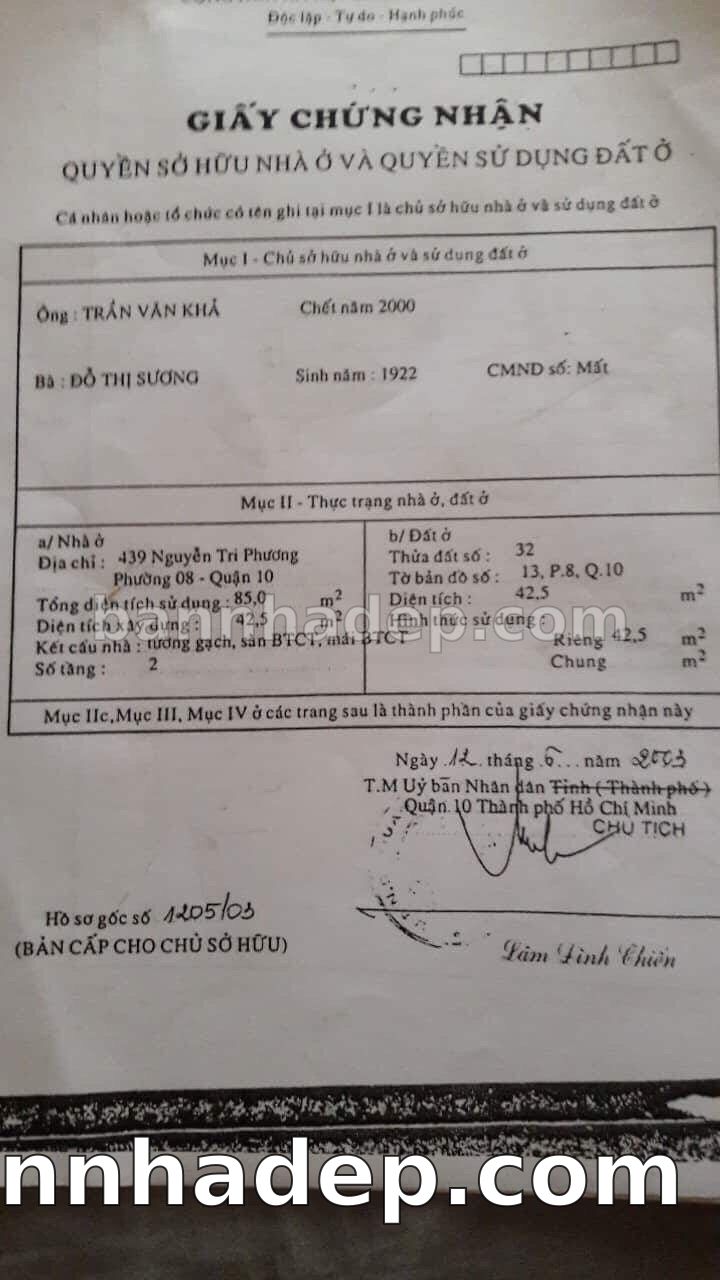 Độc lập - Tự do - Hạnh phúc
GIẤY CHỨNG NHẬN
QUYỀN SỞ HỮU NHÀ Ở VÀ QUYỀN SỬ DỤNG ĐẤT Ở
Cá nhân hoặc tổ chức có tên ghi tại mục I là chủ sở hữu nhà ở và sử dụng đất ở
Mục I - Chủ sở hữu nhà ở và sử dụng đất ở
Ông : TRẦN VĂN KHẢ Chết năm 2000
Bà : ĐỖ THỊ SƯƠNG Sinh năm : 1922 CMND số: Mất
Mục II - Thực trạng nhà ở, đất ở
a/ Nhà ở
Địa chỉ : 439 Nguyễn Tri Phương
Phường 08 - Quận 10
Tổng diện tích sử dụng : 85,0 m²
Diện tích xây dựng : 42,5 m²
Kết cấu nhà : tường gạch, sàn BTCT, mái BTCT
Số tầng : 2
b/ Đất ở
Thửa đất số : 32
Tờ bản đồ số : 13, P.8, Q.10
Diện tích : 42,5 m²
Hình thức sử dụng :
Riêng 42,5 m²
Chung m²
bannhadep.com
Mục IIc,Mục III, Mục IV ở các trang sau là thành phần của giấy chứng nhận này
Ngày 12 tháng 6 năm 2003
T.M Uỷ ban Nhân dân Tỉnh ( Thành phố )
Quận 10 Thành phố Hồ Chí Minh
CHỦ TỊCH
Hồ sơ gốc số 1205/03
(BẢN CẤP CHO CHỦ SỞ HỮU)
Lâm Đình Chiến
nnhadep.com